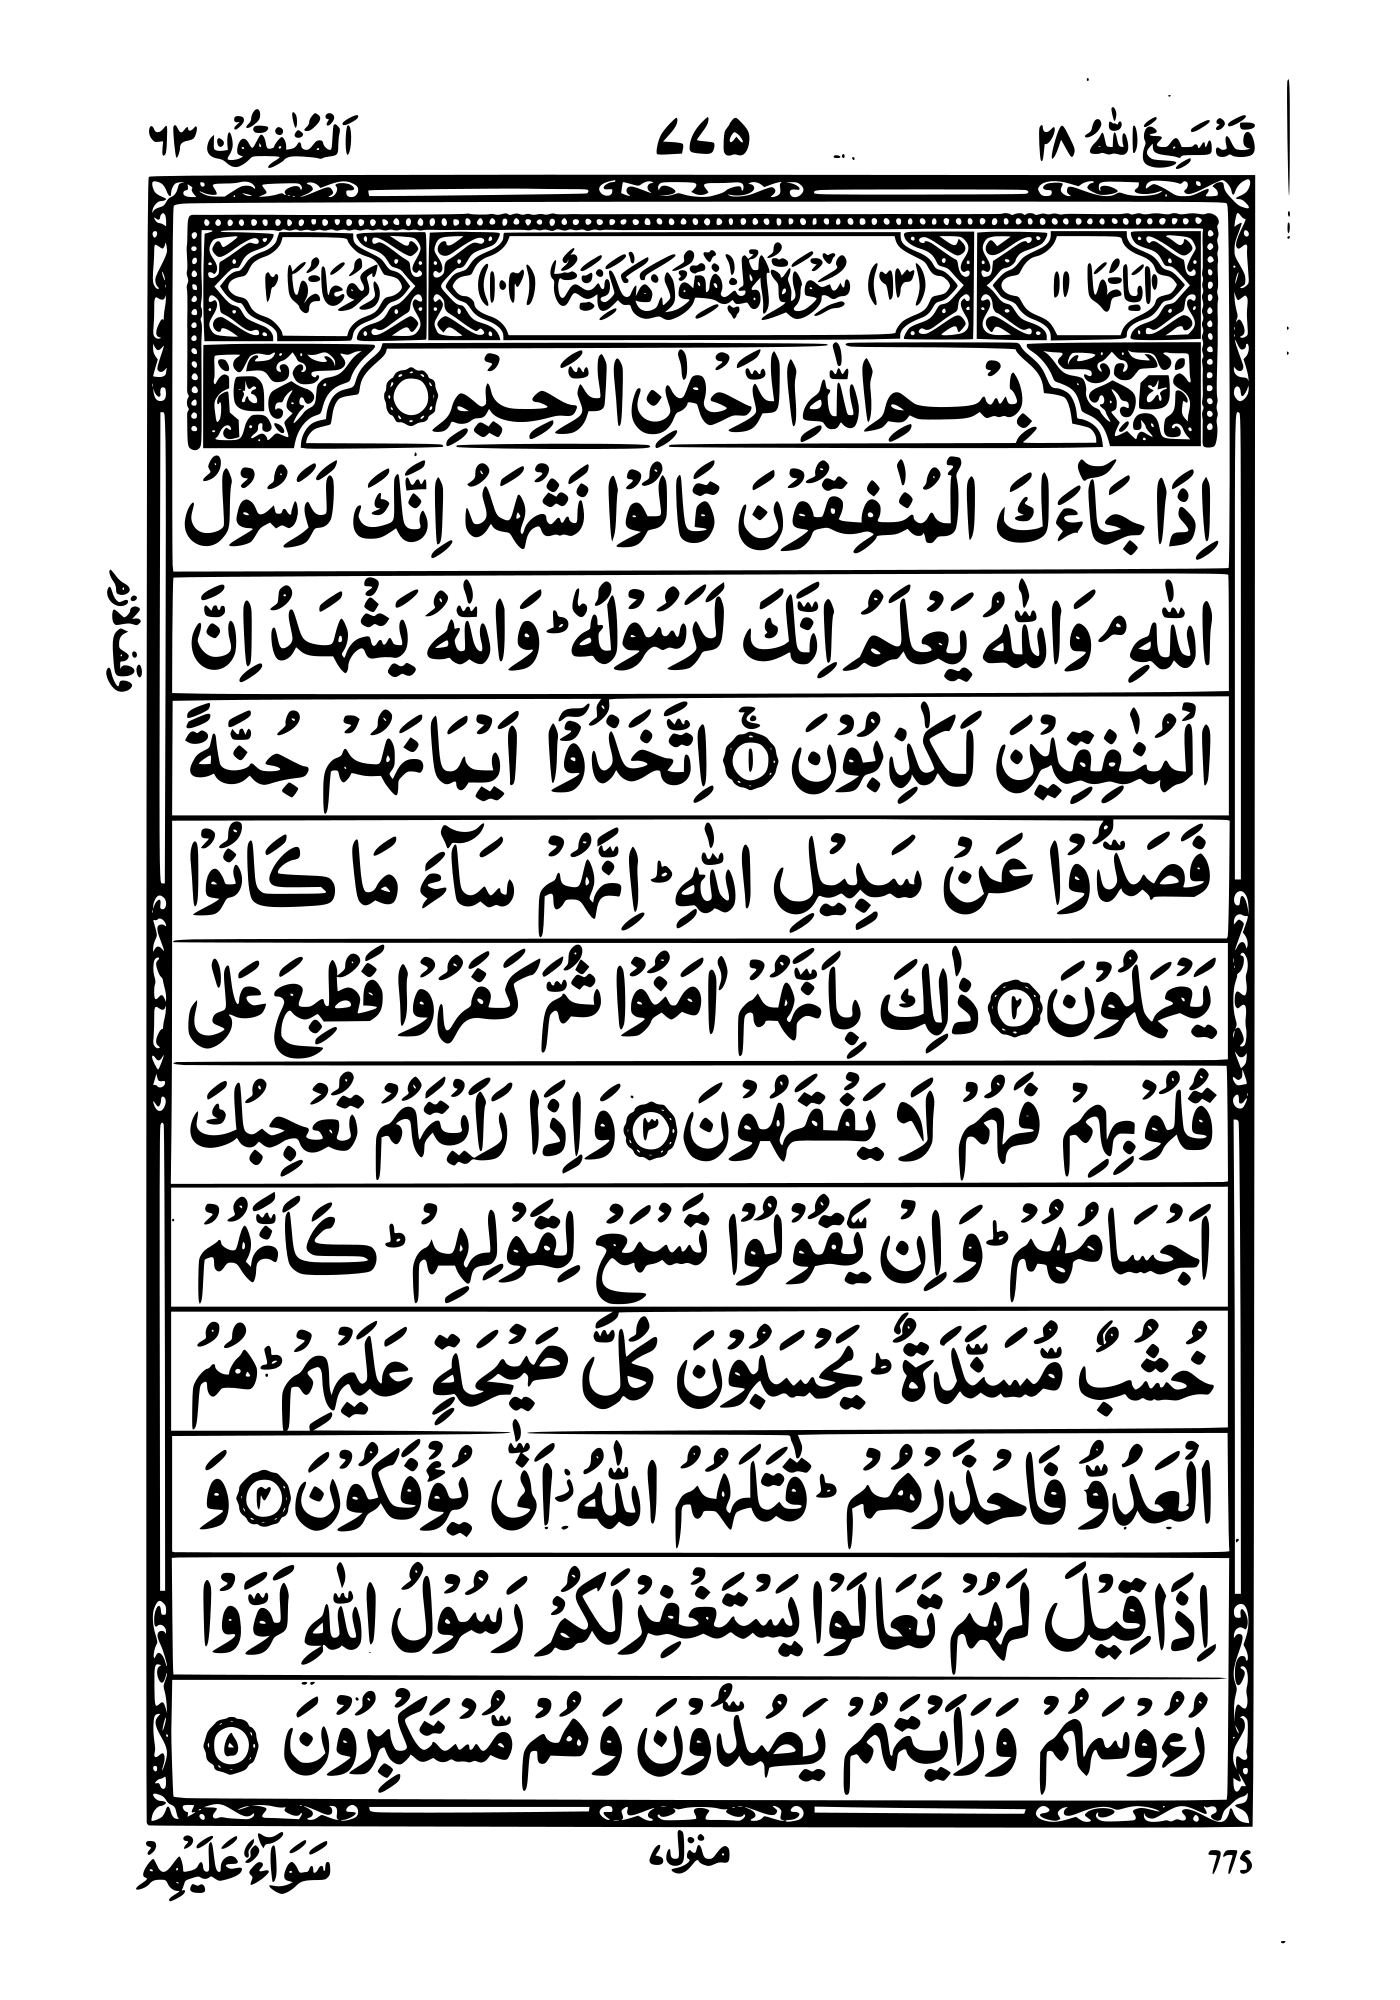 قَدْسَمِعَ اللّٰهُ ۲۸
۷۷۵
اَلْمُنٰفِقُوْن ۶۳
اٰيَاتُهَا ۱۱
(۶۳) سُوْرَةُ الْمُنٰفِقُوْنَ مَدَنِيَّةٌ (۱۰۴)
رُكُوْعَاتُهَا ۲
بِسْمِ اللّٰهِ الرَّحْمٰنِ الرَّحِيْمِ ۝
اِذَا جَآءَكَ الْمُنٰفِقُوْنَ قَالُوْا نَشْهَدُ اِنَّكَ لَرَسُوْلُ
اللّٰهِ ۘ وَاللّٰهُ يَعْلَمُ اِنَّكَ لَرَسُوْلُهٗ ؕ وَاللّٰهُ يَشْهَدُ اِنَّ
وقف لازم
الْمُنٰفِقِيْنَ لَكٰذِبُوْنَ ۚ ۝۱ اِتَّخَذُوْۤا اَيْمَانَهُمْ جُنَّةً
فَصَدُّوْا عَنْ سَبِيْلِ اللّٰهِ ؕ اِنَّهُمْ سَآءَ مَا كَانُوْا
يَعْمَلُوْنَ ۝۲ ذٰلِكَ بِاَنَّهُمْ اٰمَنُوْا ثُمَّ كَفَرُوْا فَطُبِعَ عَلٰى
قُلُوْبِهِمْ فَهُمْ لَا يَفْقَهُوْنَ ۝۳ وَاِذَا رَاَيْتَهُمْ تُعْجِبُكَ
اَجْسَامُهُمْ ؕ وَ اِنْ يَّقُوْلُوْا تَسْمَعْ لِقَوْلِهِمْ ؕ كَاَنَّهُمْ
خُشُبٌ مُّسَنَّدَةٌ ؕ يَحْسَبُوْنَ كُلَّ صَيْحَةٍ عَلَيْهِمْ ؕ هُمُ
الْعَدُوُّ فَاحْذَرْهُمْ ؕ قٰتَلَهُمُ اللّٰهُ ؗ اَنّٰى يُؤْفَكُوْنَ ۝۴ وَ
اِذَا قِيْلَ لَهُمْ تَعَالَوْا يَسْتَغْفِرْ لَكُمْ رَسُوْلُ اللّٰهِ لَوَّوْا
رُءُوْسَهُمْ وَرَاَيْتَهُمْ يَصُدُّوْنَ وَهُمْ مُّسْتَكْبِرُوْنَ ۝۵
775
منزل۷
سَوَآءٌ عَلَيْهِمْ